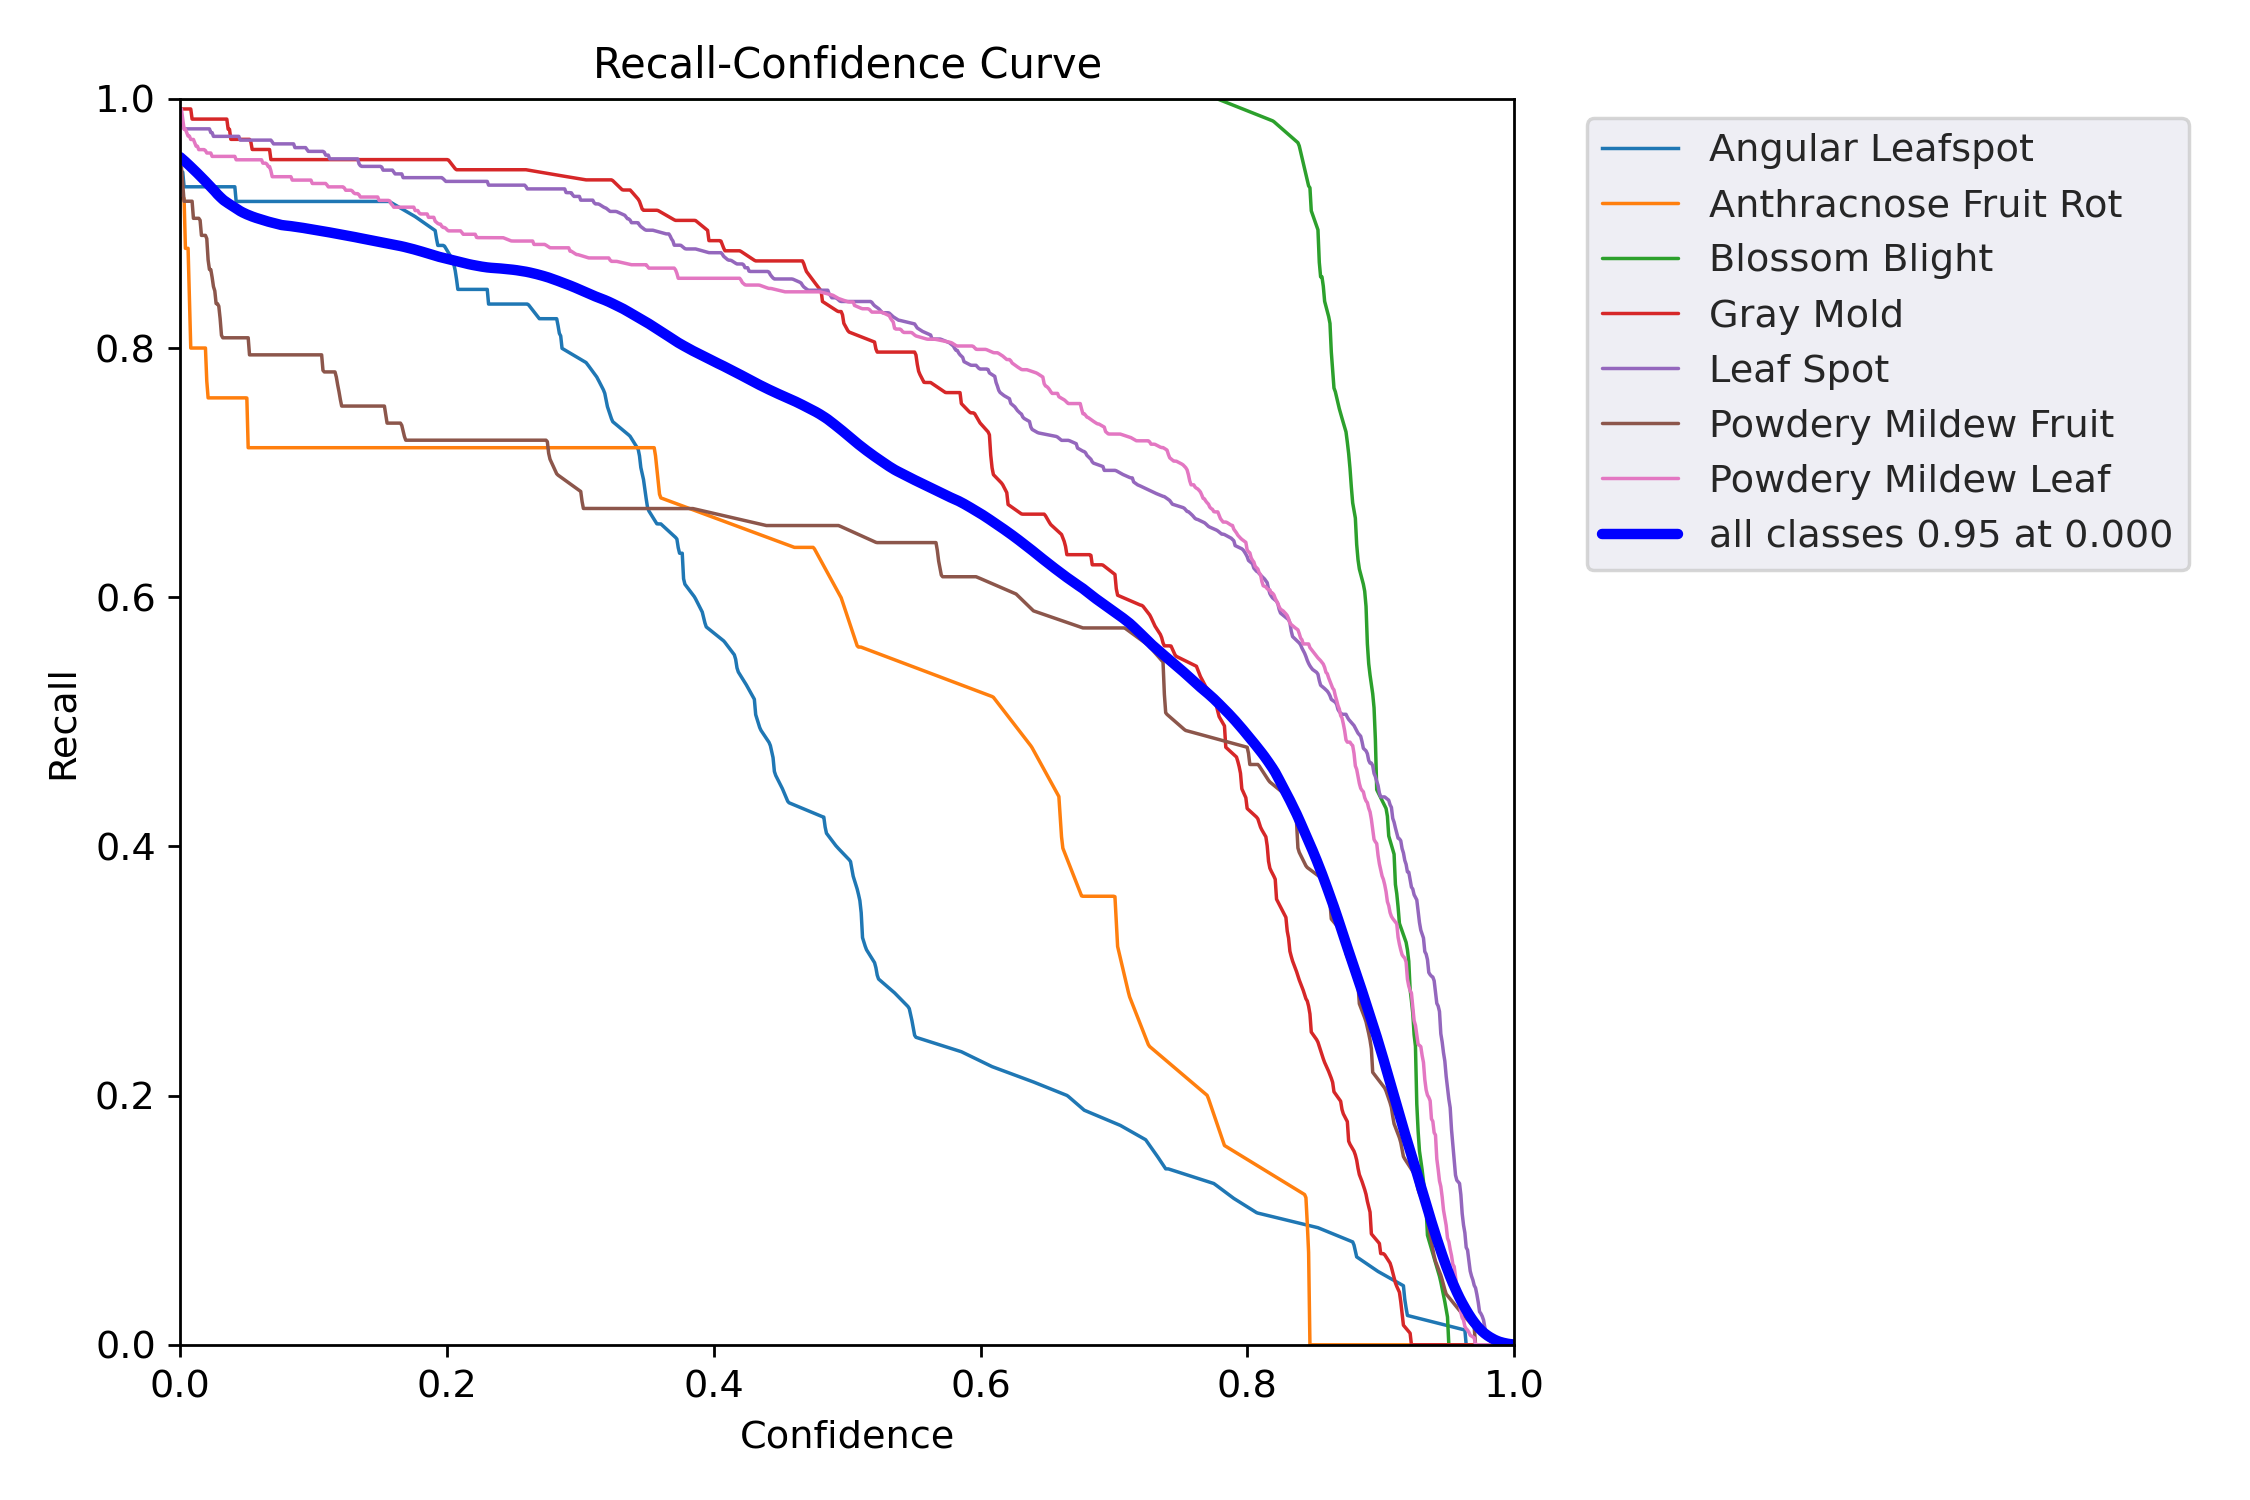 Recall-Confidence Curve
1.0
0.8
0.6
0.4
0.2
0.0
Recall
0.0 0.2 0.4 0.6 0.8 1.0
Confidence
Angular Leafspot
Anthracnose Fruit Rot
Blossom Blight
Gray Mold
Leaf Spot
Powdery Mildew Fruit
Powdery Mildew Leaf
all classes 0.95 at 0.000